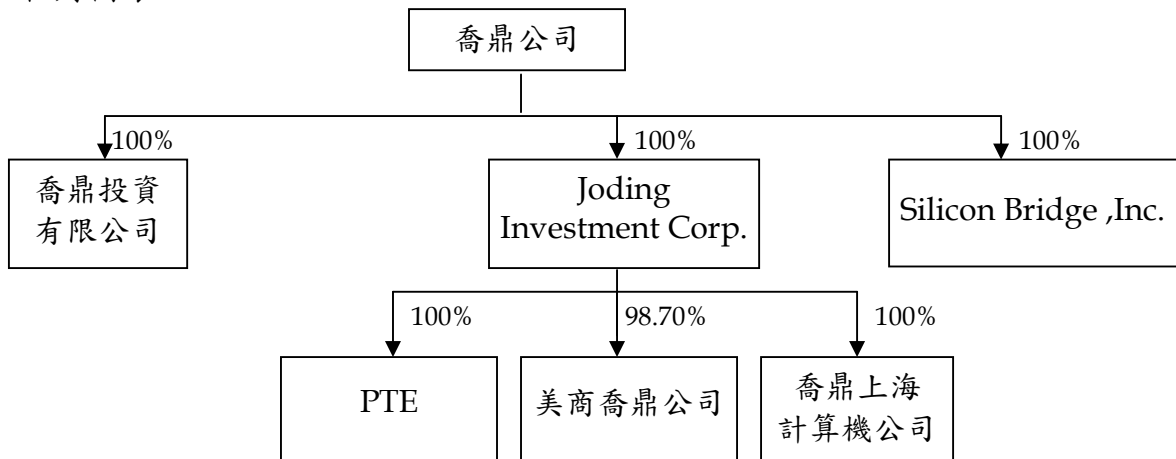 喬鼎公司
100%
100%
100%
喬鼎投資
有限公司
Joding
Investment Corp.
Silicon Bridge ,Inc.
100%
98.70%
100%
PTE
美商喬鼎公司
喬鼎上海
計算機公司